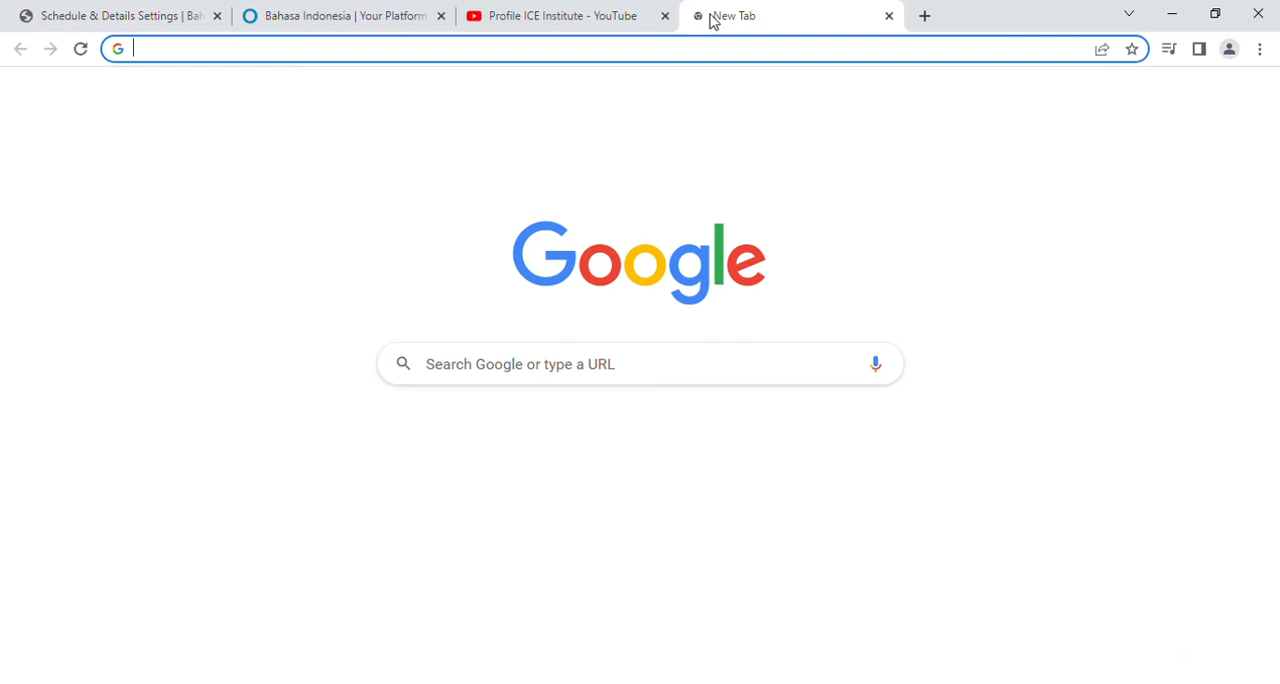 Schedule & Details Settings | Bah
Bahasa Indonesia | Your Platform
Profile ICE Institute - YouTube
New Tab
Google
Search Google or type a URL